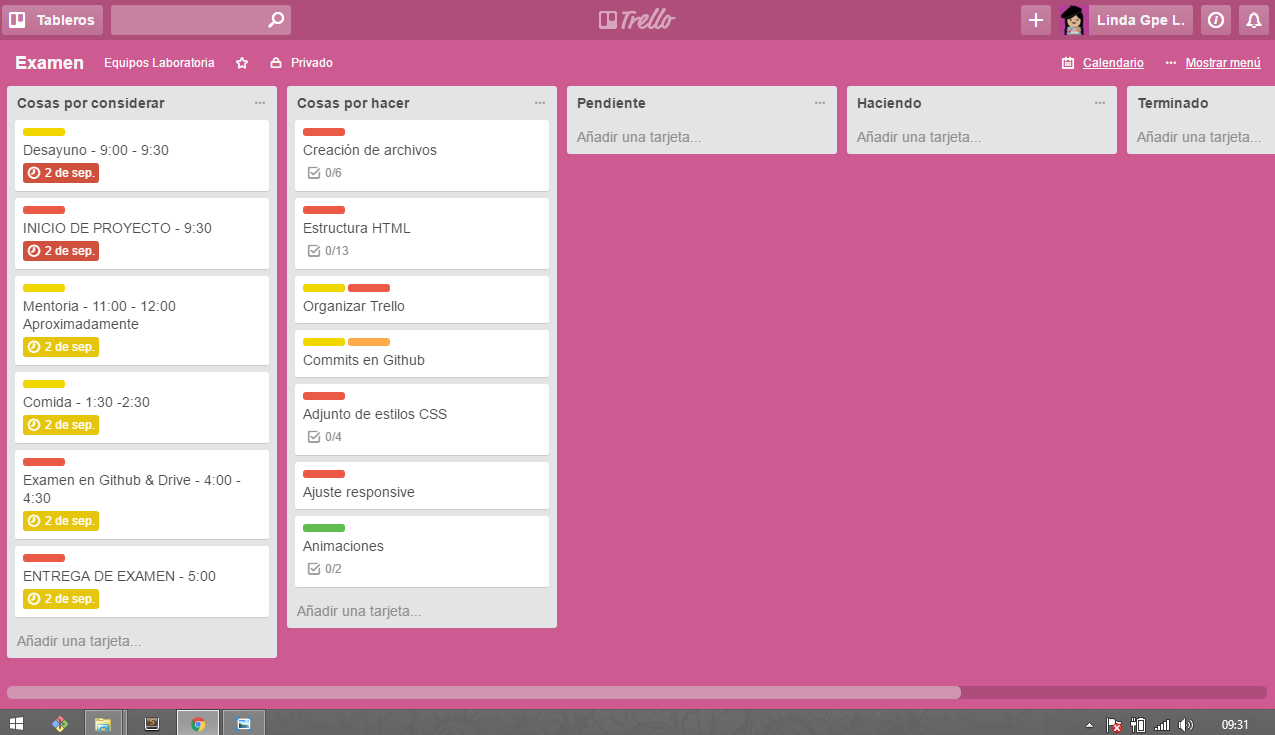 Tableros
Trello
Linda Gpe L.
Examen
Equipos Laboratoria
Privado
Calendario
Mostrar menú
Cosas por considerar
Desayuno - 9:00 - 9:30
2 de sep.
INICIO DE PROYECTO - 9:30
2 de sep.
Mentoria - 11:00 - 12:00
Aproximadamente
2 de sep.
Comida - 1:30 -2:30
2 de sep.
Examen en Github & Drive - 4:00 -
4:30
2 de sep.
ENTREGA DE EXAMEN - 5:00
2 de sep.
Añadir una tarjeta...
Cosas por hacer
Creación de archivos
0/6
Estructura HTML
0/13
Organizar Trello
Commits en Github
Adjunto de estilos CSS
0/4
Ajuste responsive
Animaciones
0/2
Añadir una tarjeta...
Pendiente
Añadir una tarjeta...
Haciendo
Añadir una tarjeta...
Terminado
Añadir una tarjeta...
09:31